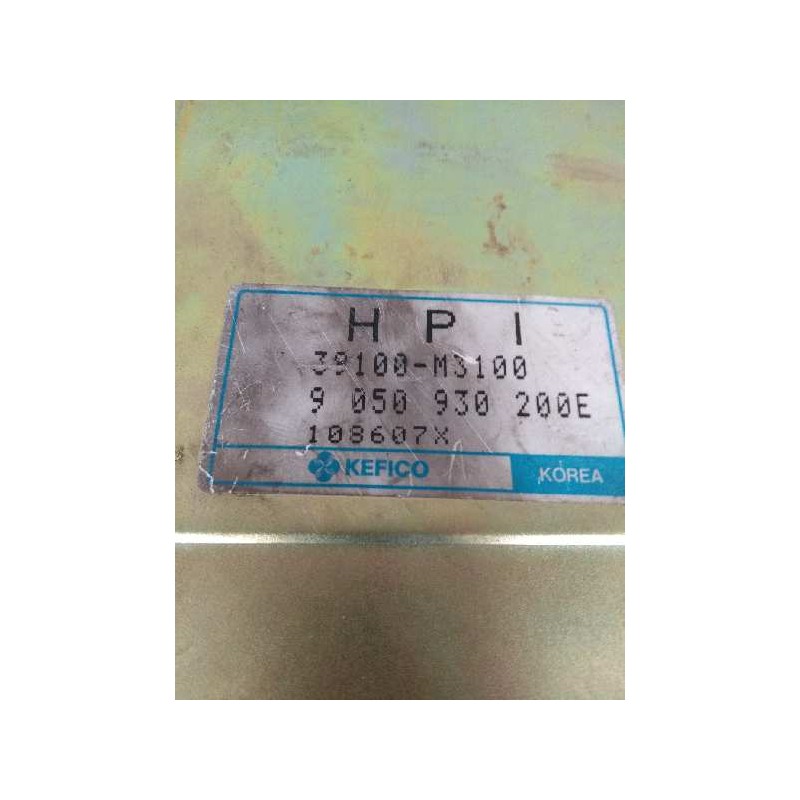 H P I
39100-M3100
9 050 930 200E
108607X
KEFICO
KOREA